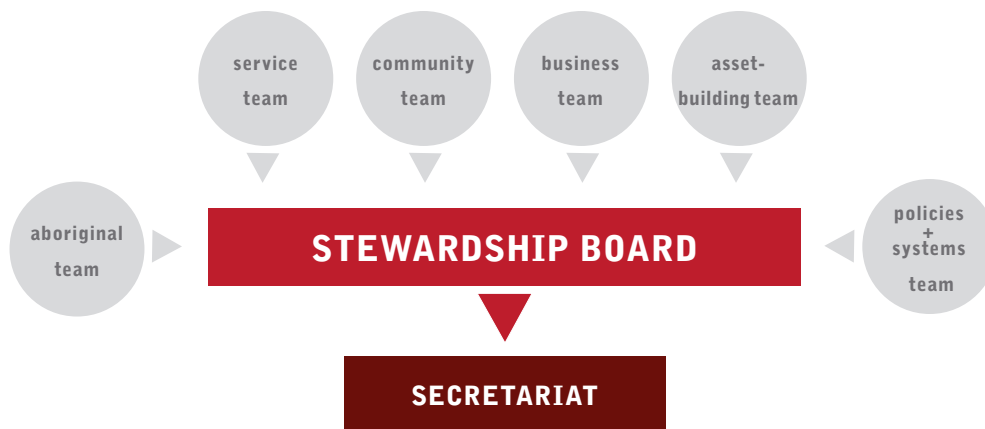 service
team
community
team
business
team
asset-
building team
aboriginal
team
STEWARDSHIP BOARD
policies
+
systems
team
SECRETARIAT